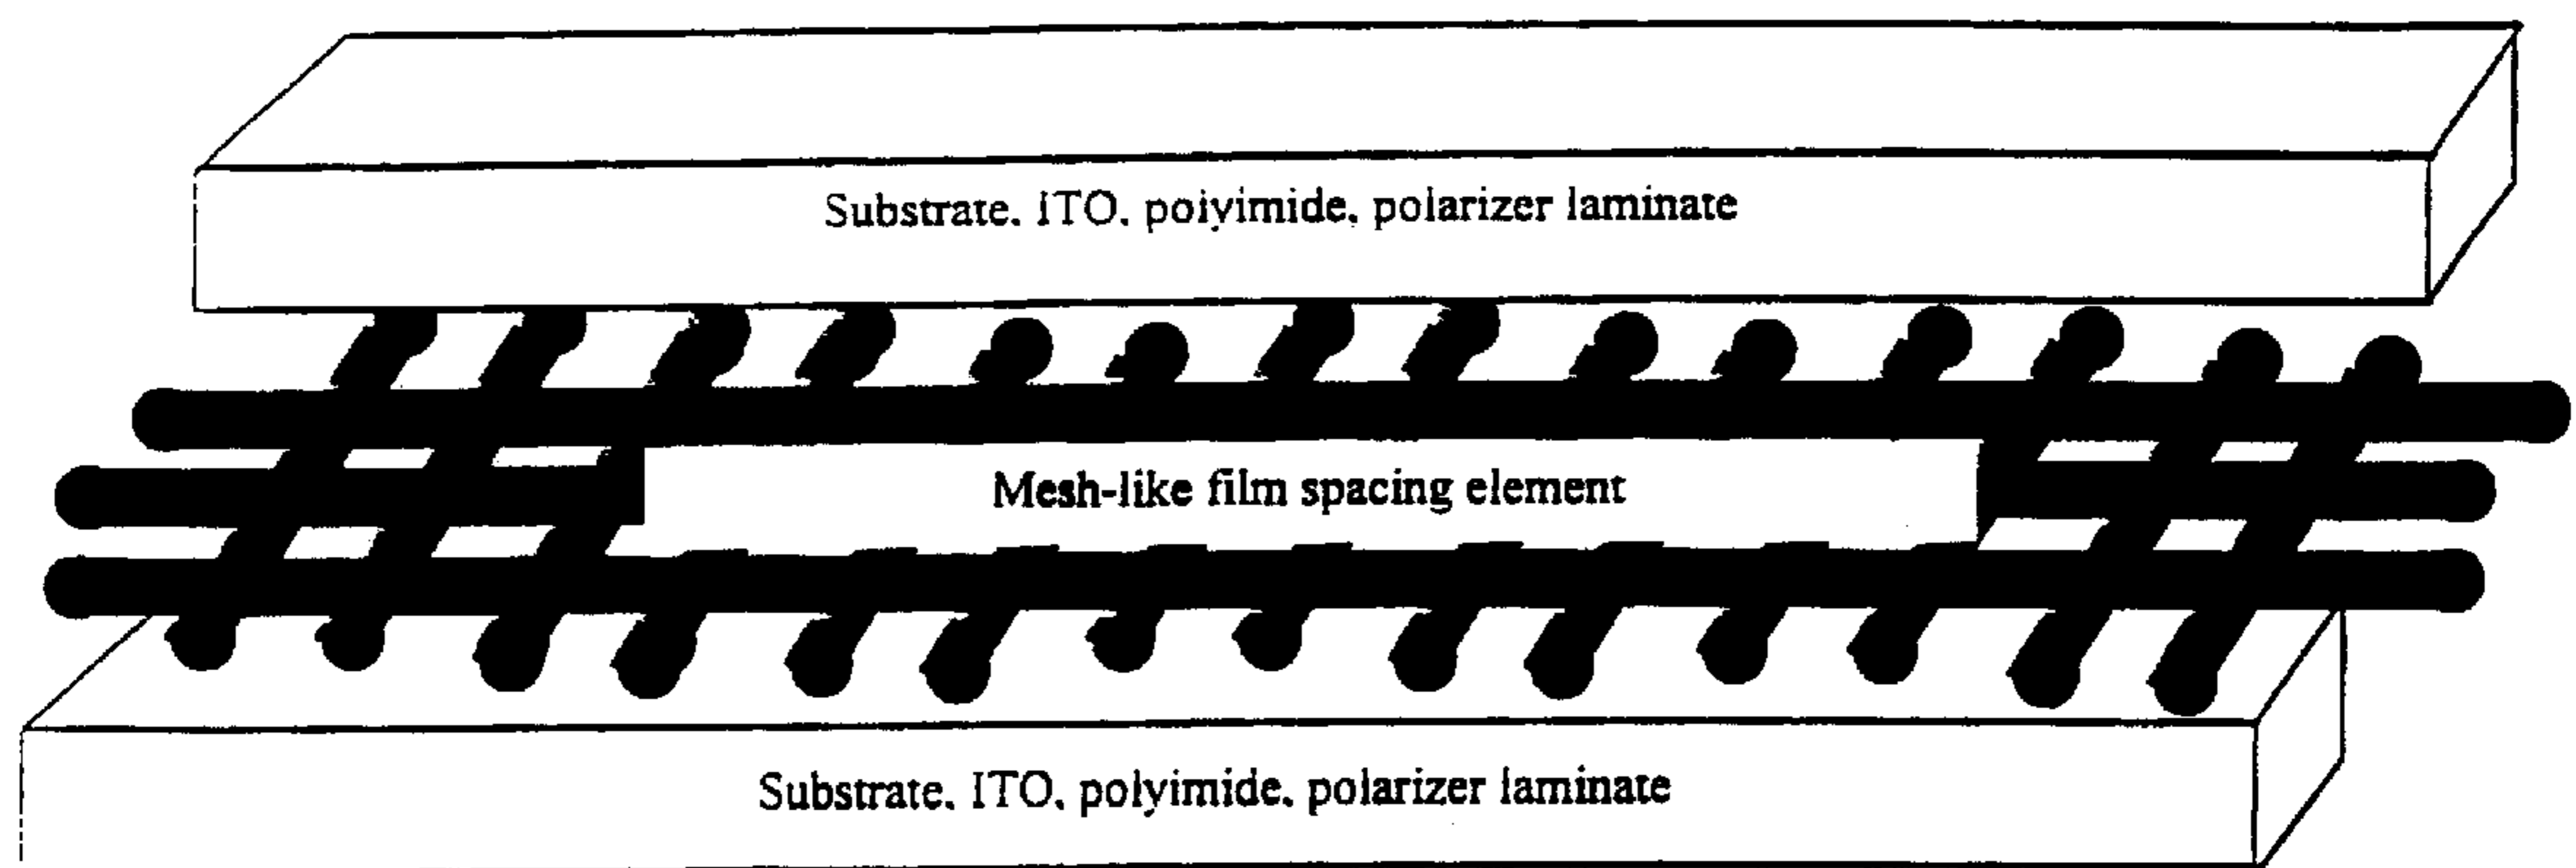 Substrate, ITO, polyimide, polarizer laminate
Mesh-like film spacing element
Substrate, ITO, polyimide, polarizer laminate